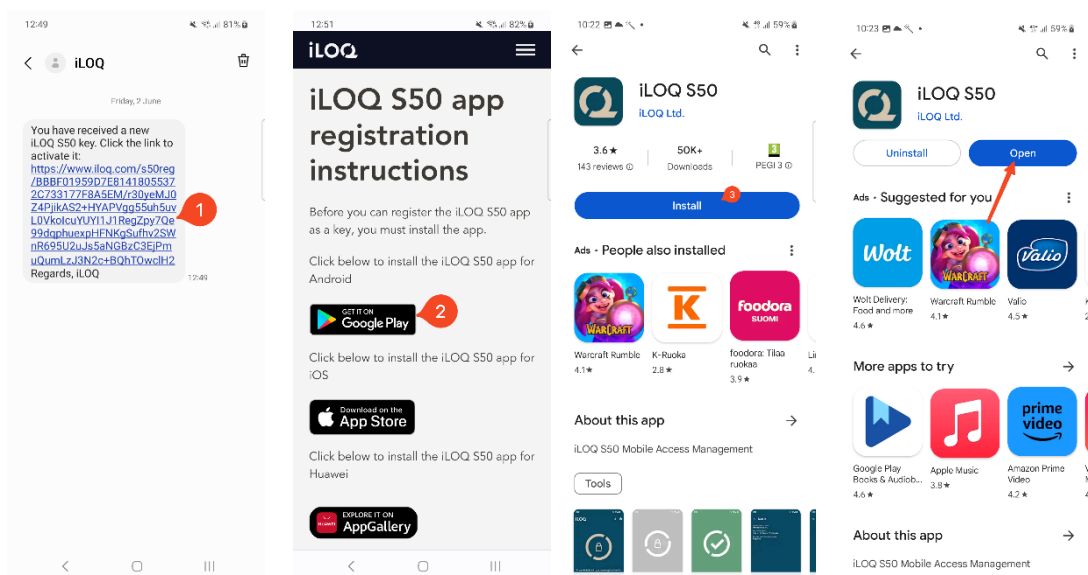 12:49
81%
iLOQ
Friday, 2 June
You have received a new
iLOQ S50 key. Click the link to
activate it:
https://www.iloq.com/s50reg
/BBBF01959D7E8141805537
2C733177F8A5EM/r30yeMJ0
Z4PjikAS2+HYAPVgg55uh5uv
L0VkoIcuYUYI1J1RegZpy7Qe
99dqphuexpHFNKgSufhv2SW
nR695U2uJs5aNGBzC3EjPm
uQumLzJ3N2c+BQhTOwclH2
Regards, iLOQ
12:49
1
12:51
82%
iLOQ
iLOQ S50 app
registration
instructions
Before you can register the iLOQ S50 app
as a key, you must install the app.
Click below to install the iLOQ S50 app for
Android
GET IT ON
Google Play
2
Click below to install the iLOQ S50 app for
iOS
Download on the
App Store
Click below to install the iLOQ S50 app for
Huawei
HUAWEI
EXPLORE IT ON
AppGallery
10:22
59%
iLOQ S50
iLOQ Ltd.
3.6★
143 reviews
50K+
Downloads
3
PEGI 3
Install
3
Ads · People also installed
WARCRAFT
K
foodora
SUOMI
Warcraft Rumble
4.1★
K-Ruoka
2.8★
foodora: Tilaa
ruokaa
3.9★
Li
4.
About this app
iLOQ S50 Mobile Access Management
Tools
10:23
59%
iLOQ S50
iLOQ Ltd.
Uninstall
Open
Ads · Suggested for you
Wolt
WARCRAFT
Valio
Wolt Delivery:
Food and more
4.6★
Warcraft Rumble
4.1★
Valio
4.5★
More apps to try
prime
video
Google Play
Books & Audiob...
4.6★
Apple Music
3.8★
Amazon Prime
Video
4.2★
About this app
iLOQ S50 Mobile Access Management